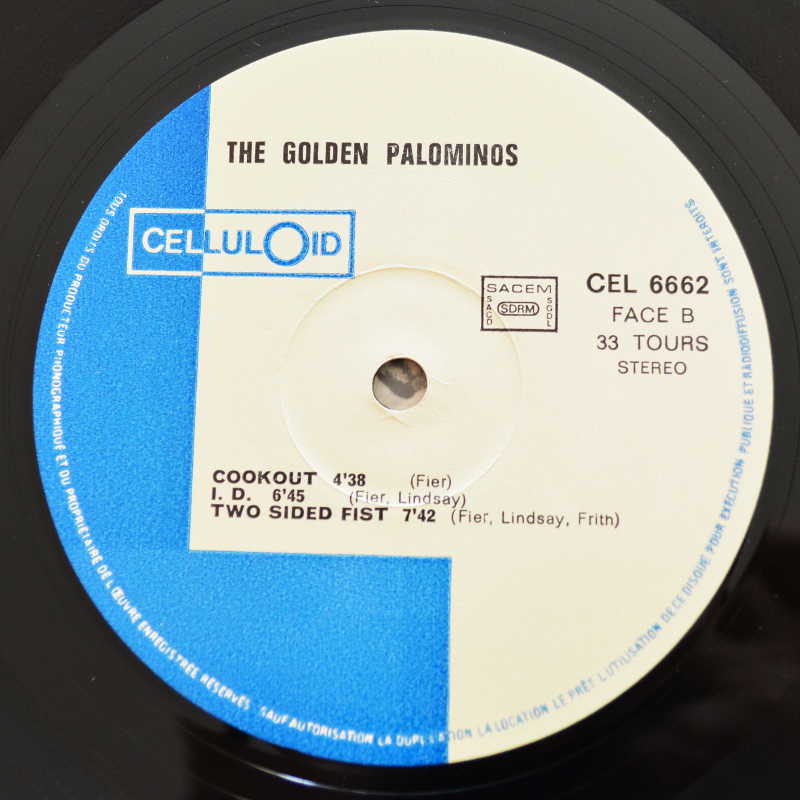 THE GOLDEN PALOMINOS
CELLULOID
SACEM
SACD
SDRM
SGDL
CEL 6662
FACE B
33 TOURS
STEREO
COOKOUT 4'38 (Fier)
I. D. 6'45 (Fier, Lindsay)
TWO SIDED FIST 7'42 (Fier, Lindsay, Frith)
TOUS DROITS DU PRODUCTEUR PHONOGRAPHIQUE ET DU PROPRIÉTAIRE DE L'ŒUVRE ENREGISTRÉE RÉSERVÉS. SAUF AUTORISATION LA DUPLICATION LA LOCATION LE PRÊT L'UTILISATION DE CE DISQUE POUR EXÉCUTION PUBLIQUE ET RADIODIFFUSION SONT INTERDITS